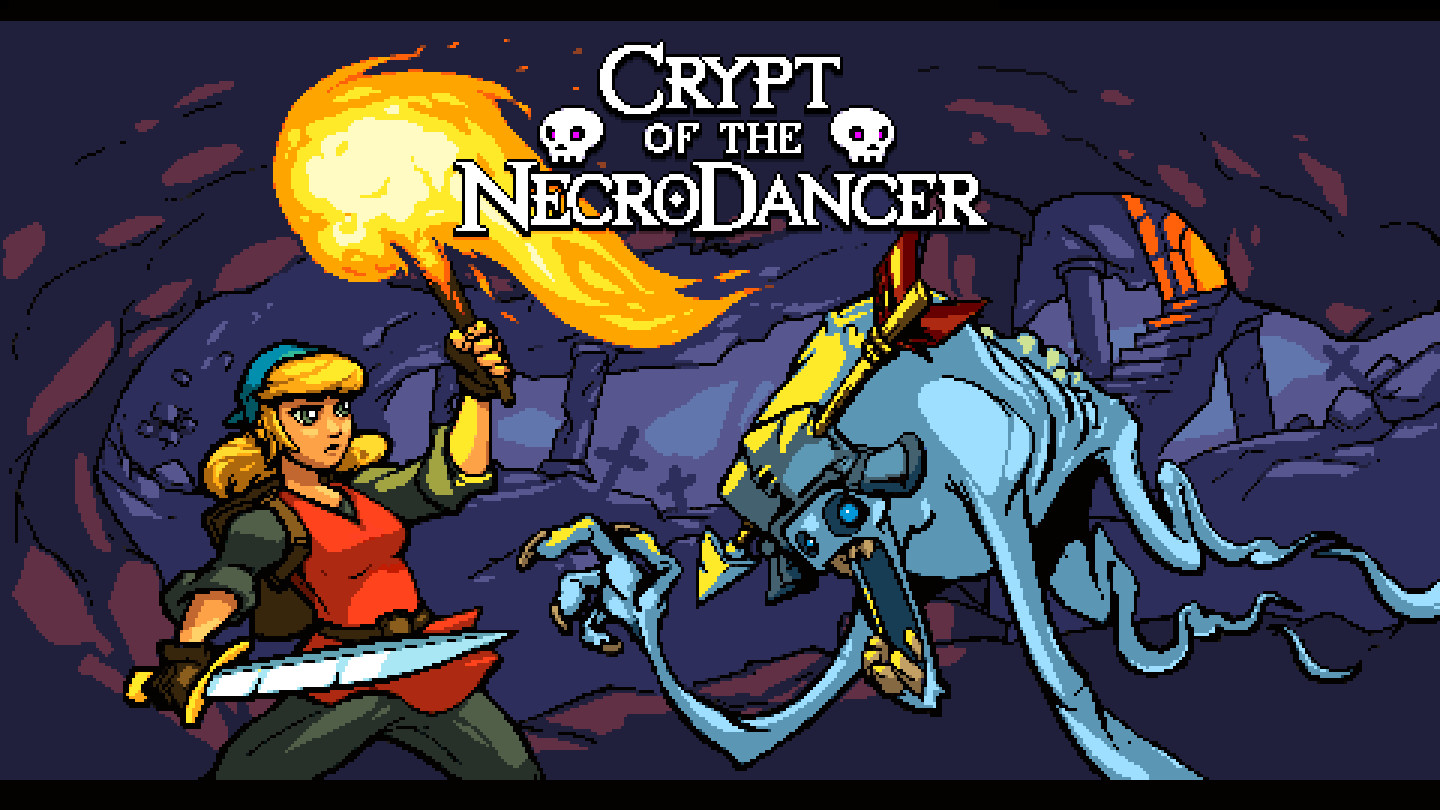 Crypt
of the
NecroDancer